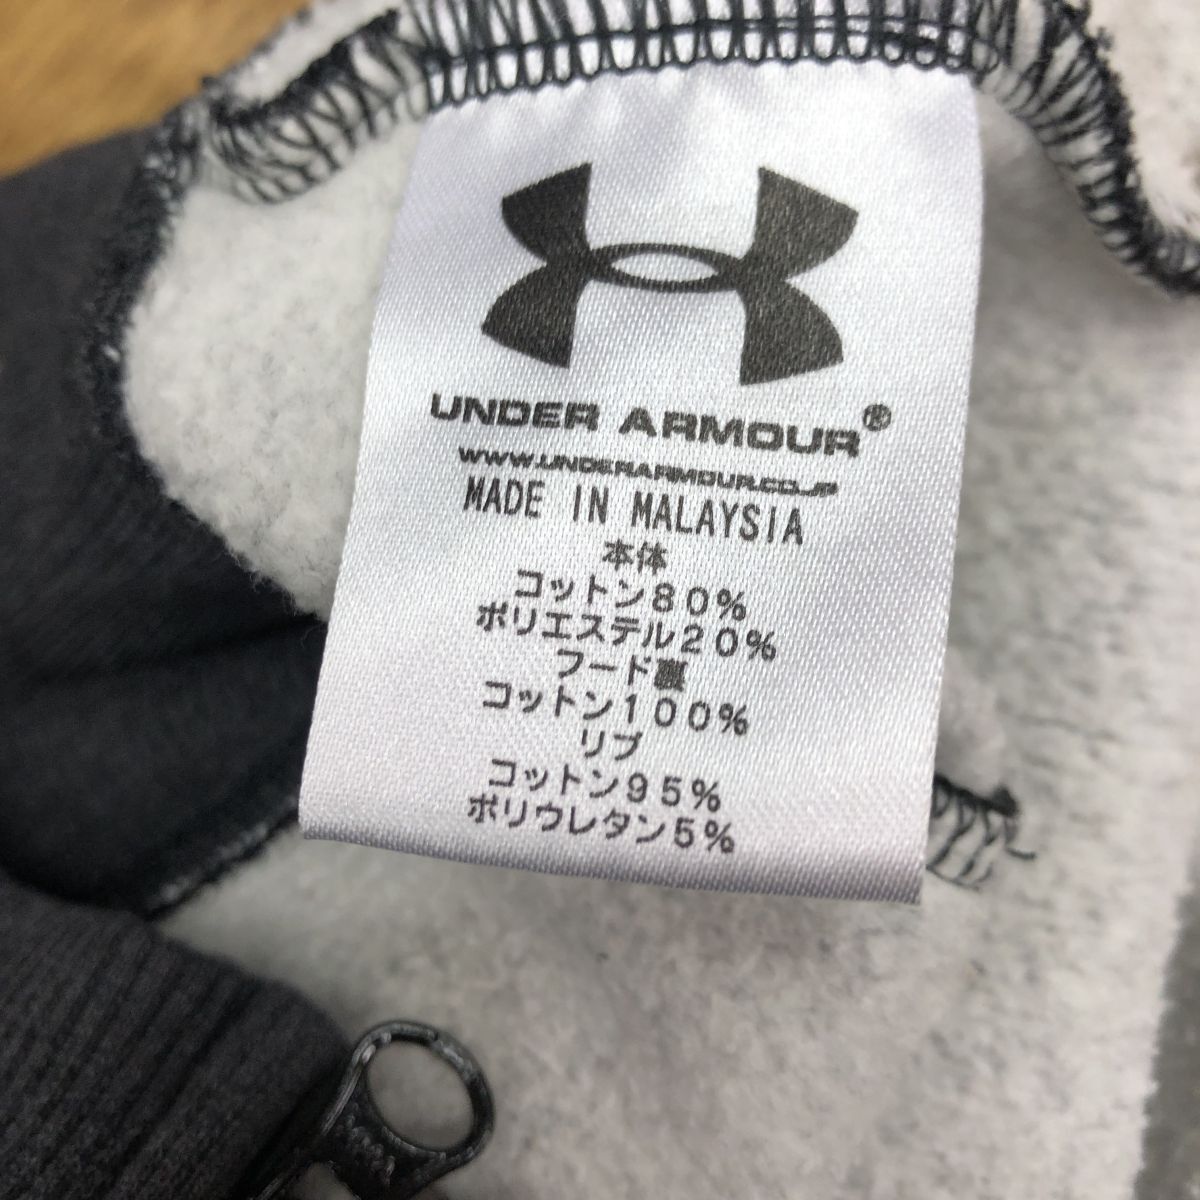 UNDER ARMOUR®
WWW.UNDERARMOUR.CO.JP
MADE IN MALAYSIA
本体
コットン80%
ポリエステル20%
フード裏
コットン100%
リブ
コットン95%
ポリウレタン5%